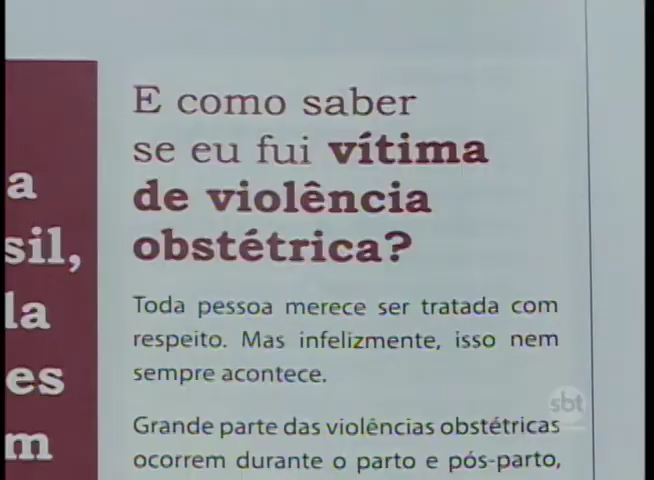 a
sil,
la
es
m
E como saber
se eu fui vítima
de violência
obstétrica?
Toda pessoa merece ser tratada com
respeito. Mas infelizmente, isso nem
sempre acontece.
Grande parte das violências obstétricas
ocorrem durante o parto e pós-parto,
sbt